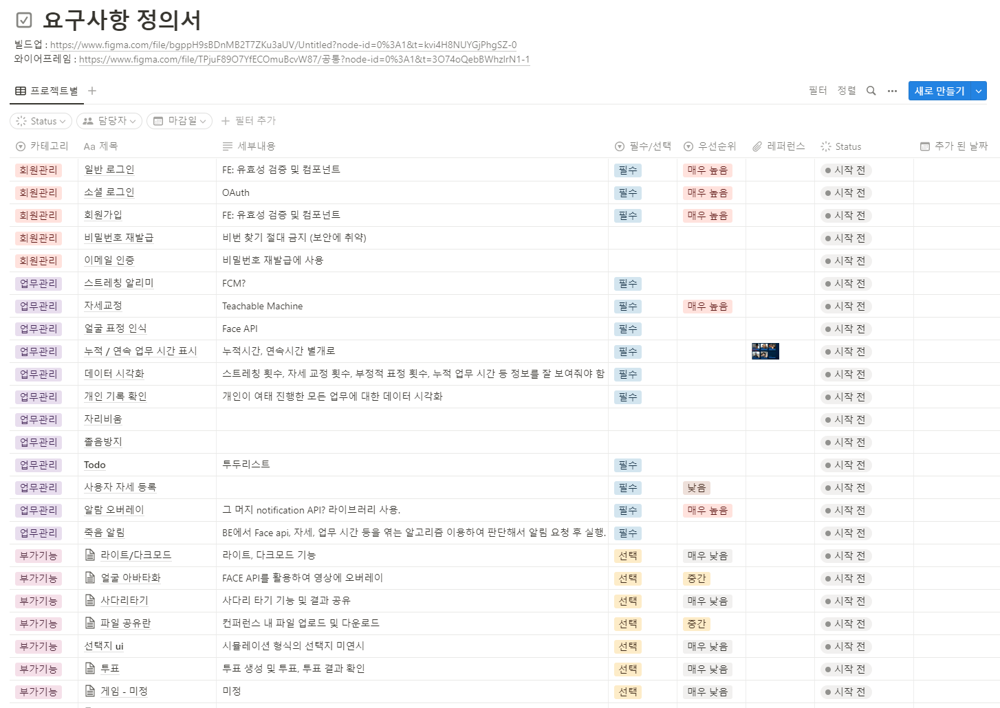 요구사항 정의서
빌드업 : https://www.figma.com/file/bgppH9sBDnMB2T7ZKu3aUV/Untitled?node-id=0%3A1&t=kvi4H8NUYGjPhgSZ-0
와이어프레임 : https://www.figma.com/file/TPjuF89O7YfECOmuBcvW87/공통?node-id=0%3A1&t=3O74oQebBWhzIrN1-1
프로젝트별 필터 정렬 새로 만들기
Status 담당자 마감일 필터 추가
카테고리 Aa 제목 세부내용 필수/선택 우선순위 레퍼런스 Status 추가 된 날짜
회원관리 일반 로그인 FE: 유효성 검증 및 컴포넌트 필수 매우 높음 시작 전
회원관리 소셜 로그인 OAuth 필수 매우 높음 시작 전
회원관리 회원가입 FE: 유효성 검증 및 컴포넌트 필수 매우 높음 시작 전
회원관리 비밀번호 재발급 비번 찾기 절대 금지 (보안에 취약) 시작 전
회원관리 이메일 인증 비밀번호 재발급에 사용 시작 전
업무관리 스트레칭 알리미 FCM? 필수 시작 전
업무관리 자세교정 Teachable Machine 필수 매우 높음 시작 전
업무관리 얼굴 표정 인식 Face API 필수 시작 전
업무관리 누적 / 연속 업무 시간 표시 누적시간, 연속시간 별개로 필수 시작 전
업무관리 데이터 시각화 스트레칭 횟수, 자세 교정 횟수, 부정적 표정 횟수, 누적 업무 시간 등 정보를 잘 보여줘야 함 필수 시작 전
업무관리 개인 기록 확인 개인이 여태 진행한 모든 업무에 대한 데이터 시각화 필수 시작 전
업무관리 자리비움 시작 전
업무관리 졸음방지 시작 전
업무관리 Todo 투두리스트 필수 시작 전
업무관리 사용자 자세 등록 필수 낮음 시작 전
업무관리 알람 오버레이 그 머지 notification API? 라이브러리 사용. 필수 매우 높음 시작 전
업무관리 죽음 알림 BE에서 Face api, 자세, 업무 시간 등을 엮는 알고리즘 이용하여 판단해서 알림 요청 후 실행. 필수 시작 전
부가기능 라이트/다크모드 라이트, 다크모드 기능 선택 매우 낮음 시작 전
부가기능 얼굴 아바타화 FACE API를 활용하여 영상에 오버레이 선택 중간 시작 전
부가기능 사다리타기 사다리 타기 기능 및 결과 공유 선택 매우 낮음 시작 전
부가기능 파일 공유란 컨퍼런스 내 파일 업로드 및 다운로드 선택 중간 시작 전
부가기능 선택지 ui 시뮬레이션 형식의 선택지 미연시 선택 매우 낮음 시작 전
부가기능 투표 투표 생성 및 투표, 투표 결과 확인 선택 매우 낮음 시작 전
부가기능 게임 - 미정 미정 선택 매우 낮음 시작 전